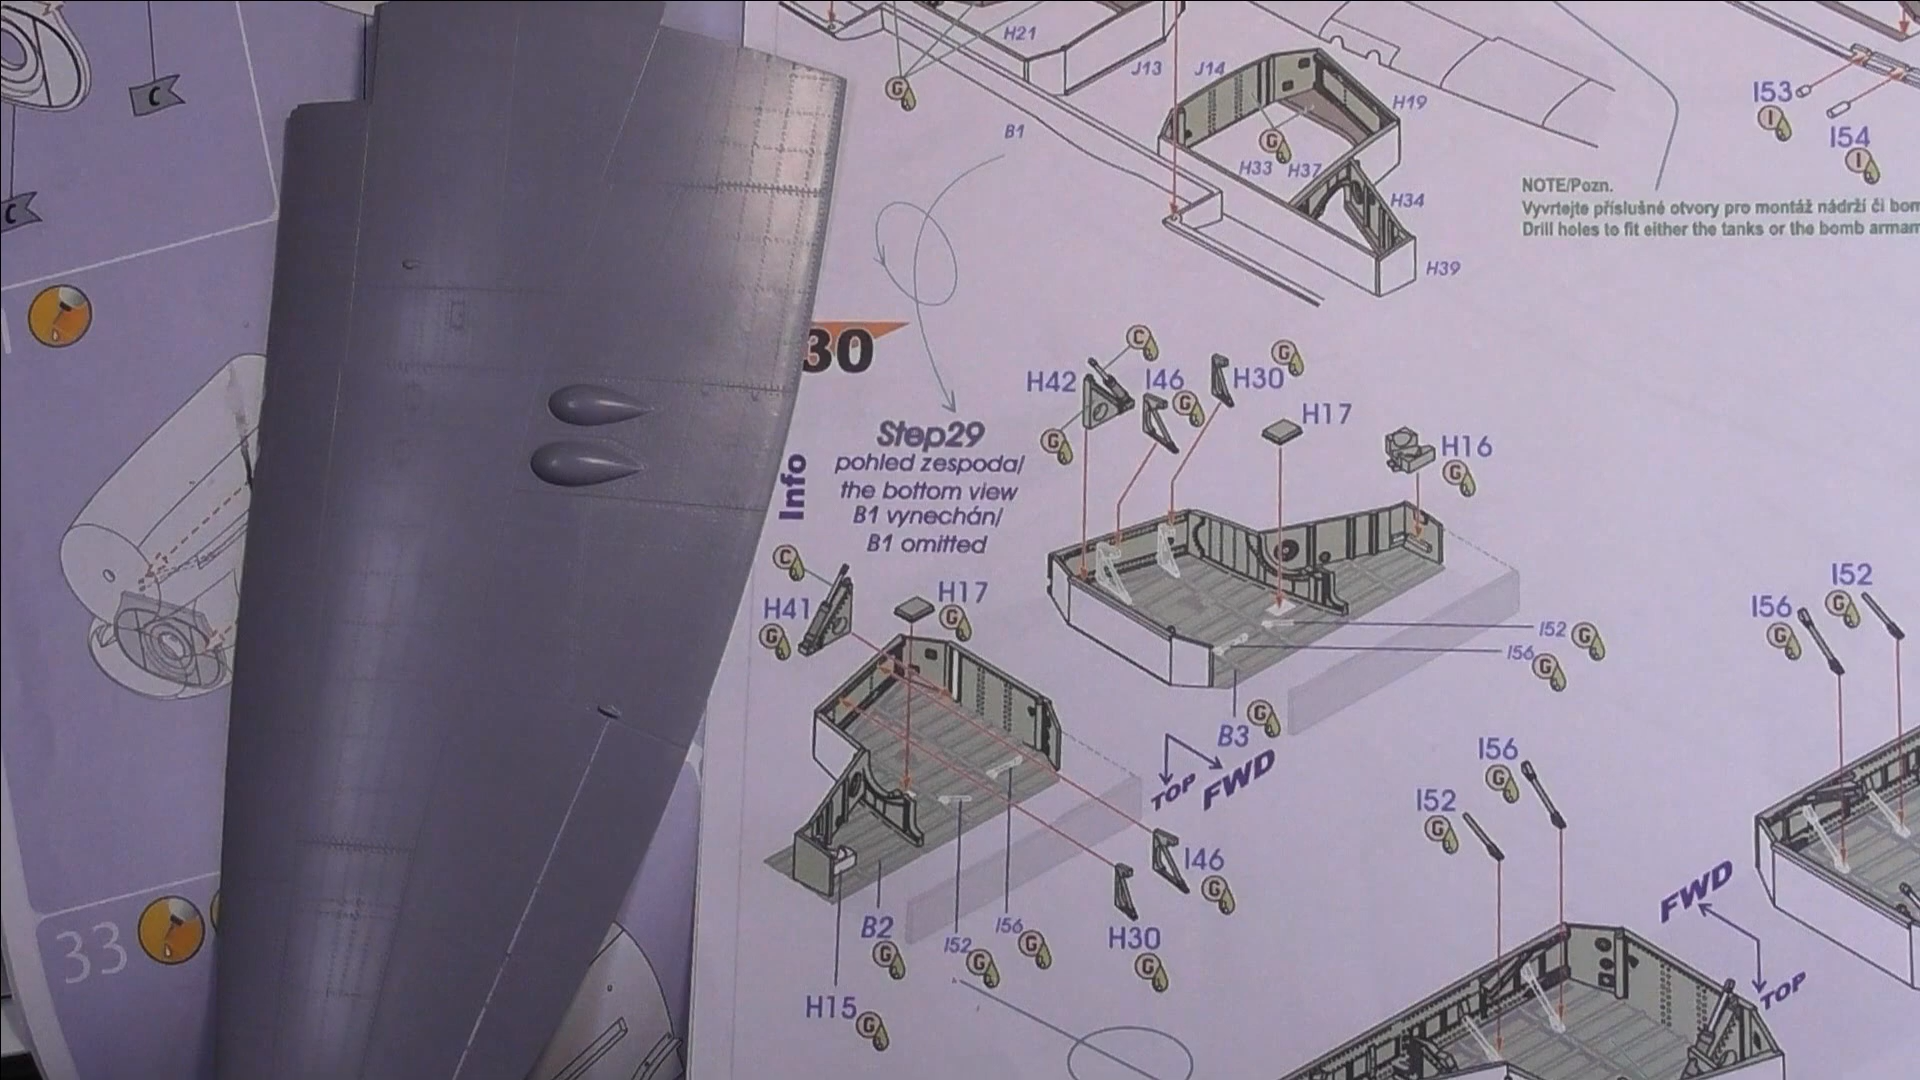 C
C
33
H21
G
B1
J13
J14
H19
G
H33
H37
H34
H39
I53
I
I54
I
NOTE/Pozn.
Vyvrtejte příslušné otvory pro montáž nádrží či bom
Drill holes to fit either the tanks or the bomb armam
30
Info
Step29
pohled zespoda/
the bottom view
B1 vynechán/
B1 omitted
C
H42
I46
G
G
H30
G
H17
H16
G
C
H41
G
H17
G
I52
G
I56
G
B3
G
TOP
FWD
I46
G
H30
G
B2
G
I52
G
I56
G
H15
G
I52
G
I56
G
I56
G
I52
G
FWD
TOP